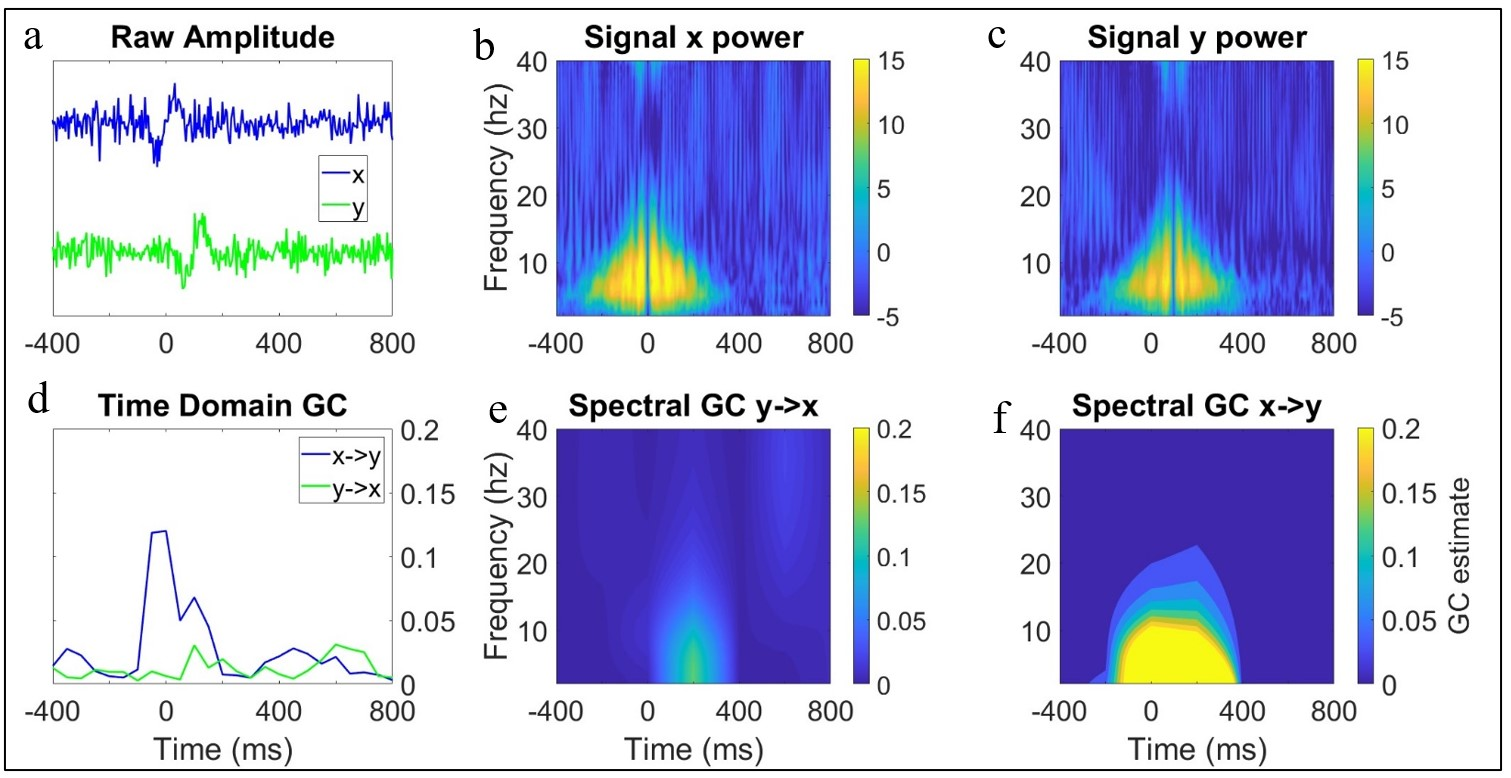 a
Raw Amplitude
x
y
-400 0 400 800
b
Signal x power
Frequency (hz)
40
30
20
10
-400 0 400 800
15
10
5
0
-5
c
Signal y power
40
30
20
10
-400 0 400 800
15
10
5
0
-5
d
Time Domain GC
x->y
y->x
0.2
0.15
0.1
0.05
0
-400 0 400 800
Time (ms)
e
Spectral GC y->x
Frequency (hz)
40
30
20
10
-400 0 400 800
Time (ms)
0.2
0.15
0.1
0.05
0
f
Spectral GC x->y
40
30
20
10
-400 0 400 800
Time (ms)
0.2
0.15
0.1
0.05
0
GC estimate